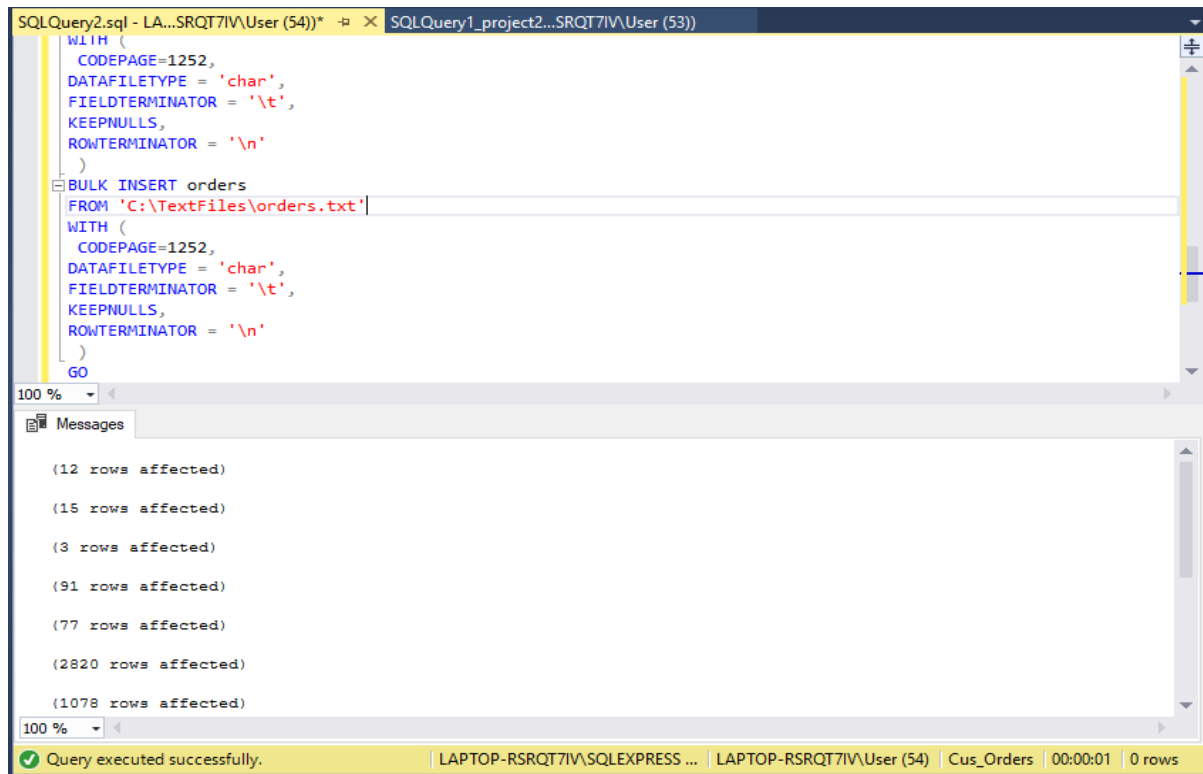 SQLQuery2.sql - LA...SRQT7IV\User (54))* SQLQuery1_project2...SRQT7IV\User (53))
WITH (
CODEPAGE=1252,
DATAFILETYPE = 'char',
FIELDTERMINATOR = '\t',
KEEPNULLS,
ROWTERMINATOR = '\n'
)
BULK INSERT orders
FROM 'C:\TextFiles\orders.txt'
WITH (
CODEPAGE=1252,
DATAFILETYPE = 'char',
FIELDTERMINATOR = '\t',
KEEPNULLS,
ROWTERMINATOR = '\n'
)
GO
100 %
Messages
(12 rows affected)
(15 rows affected)
(3 rows affected)
(91 rows affected)
(77 rows affected)
(2820 rows affected)
(1078 rows affected)
100 %
Query executed successfully. LAPTOP-RSRQT7IV\SQLEXPRESS ... LAPTOP-RSRQT7IV\User (54) Cus_Orders 00:00:01 0 rows